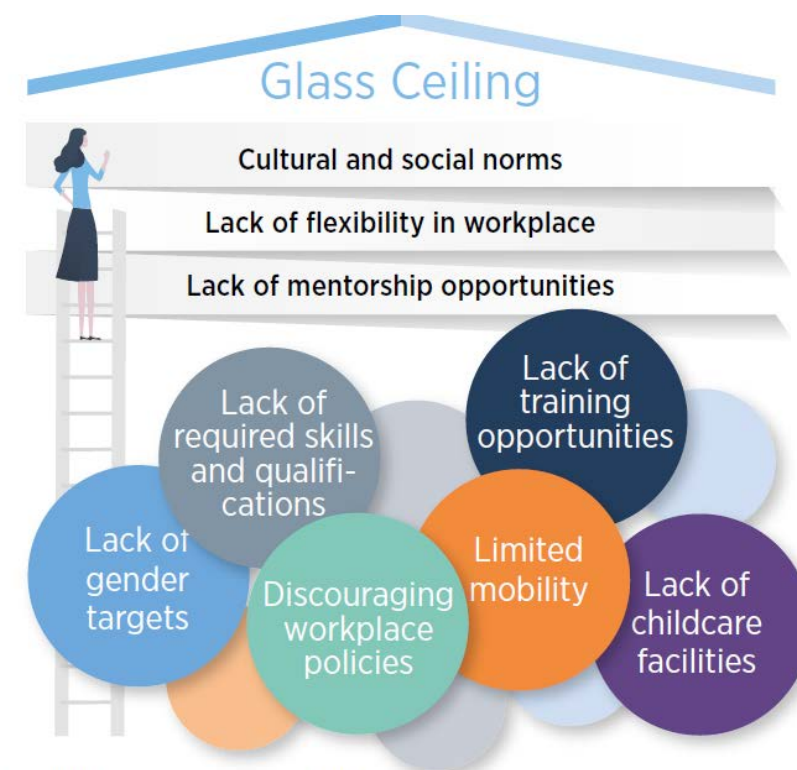 Glass Ceiling
Cultural and social norms
Lack of flexibility in workplace
Lack of mentorship opportunities
Lack of
required skills
and qualifi-
cations
Lack of
training
opportunities
Lack of
gender
targets
Discouraging
workplace
policies
Limited
mobility
Lack of
childcare
facilities